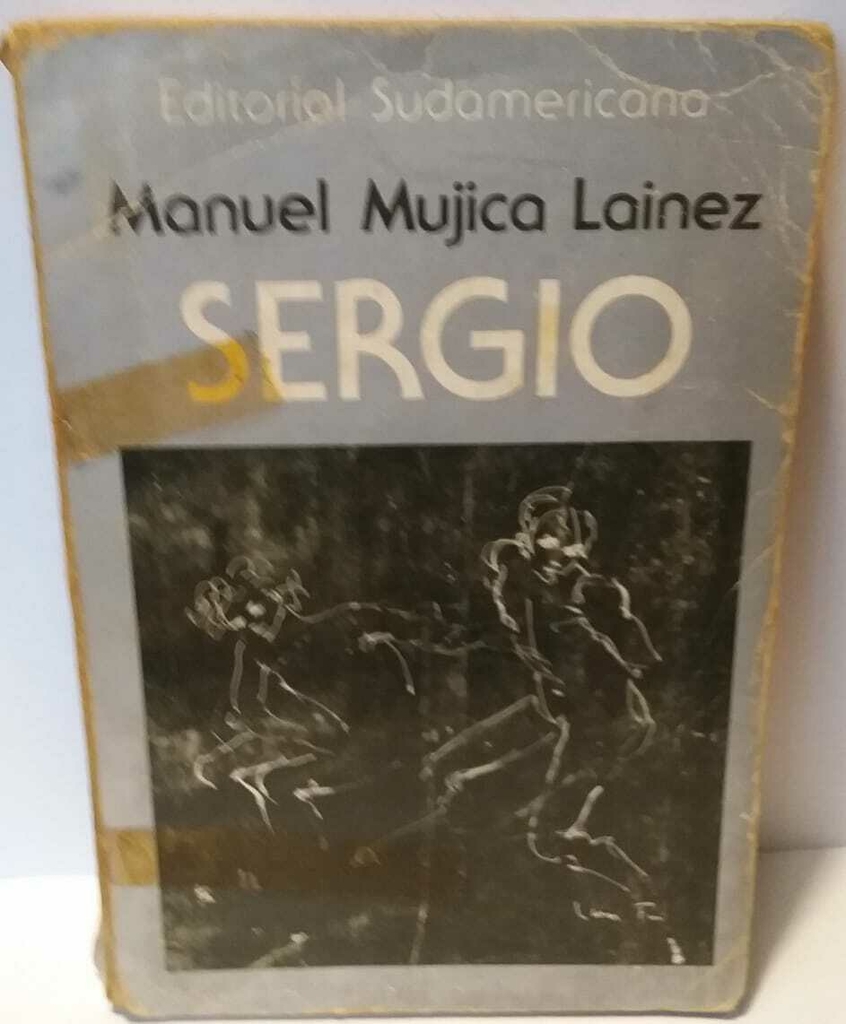 Editorial Sudamericana
Manuel Mujica Lainez
SERGIO